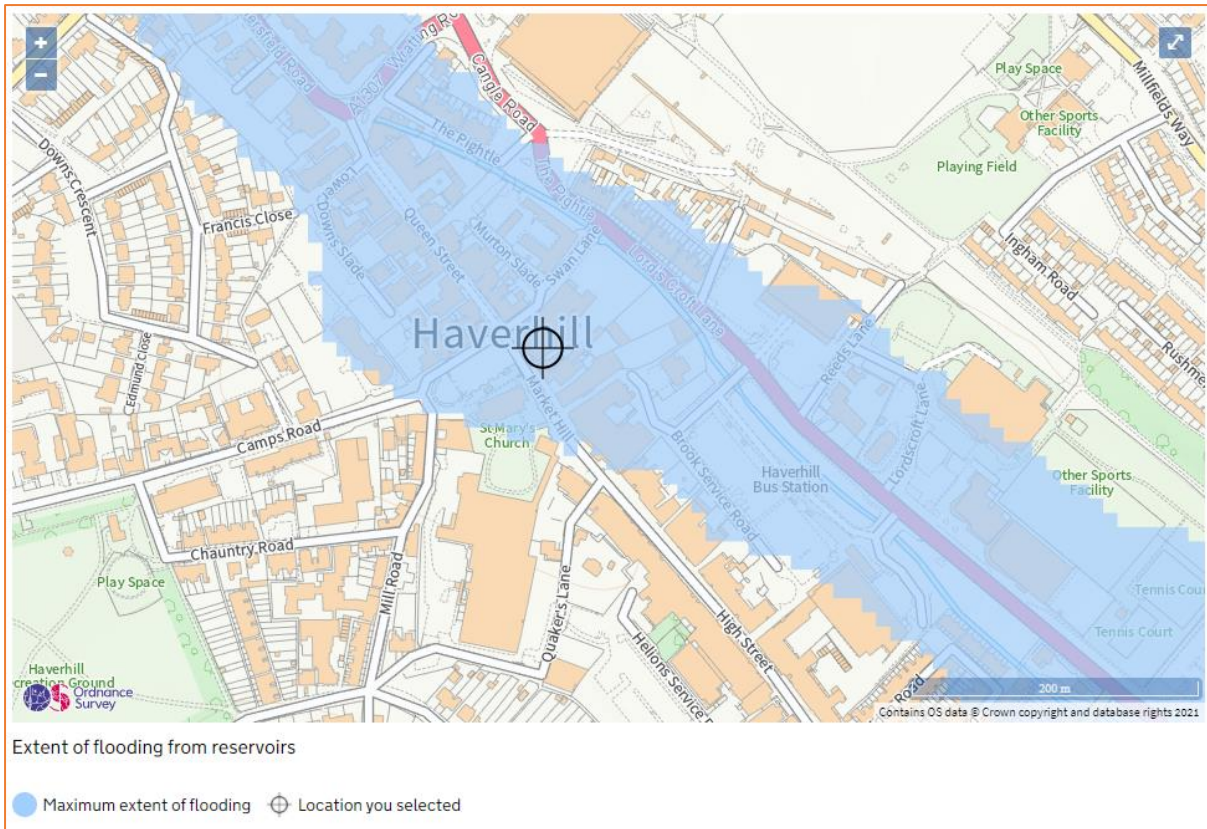 +
−
Wratting Ro
Cangle Road
A1307
Play Space
Millfields Way
Other Sports
Facility
Playing Field
The Pightle
Downs Crescent
Lower
Downs Slade
Francis Close
Queen Street
Murton Slade
Swan Lane
The Pightle
Lord's Croft Lane
Ingham Road
Haverhill
Edmund Close
Reeds Lane
Market Hill
Camps Road
St Mary's
Church
Brook Service Road
Haverhill
Bus Station
Lordscroft Lane
Other Sports
Facility
Chauntry Road
Play Space
Mill Road
Quaker's Lane
High Street
Helions Service
Tennis Cou
Tennis Court
Haverhill
creation Ground
Ordnance
Survey
Road
200 m
Contains OS data © Crown copyright and database rights 2021
Extent of flooding from reservoirs
Maximum extent of flooding
Location you selected